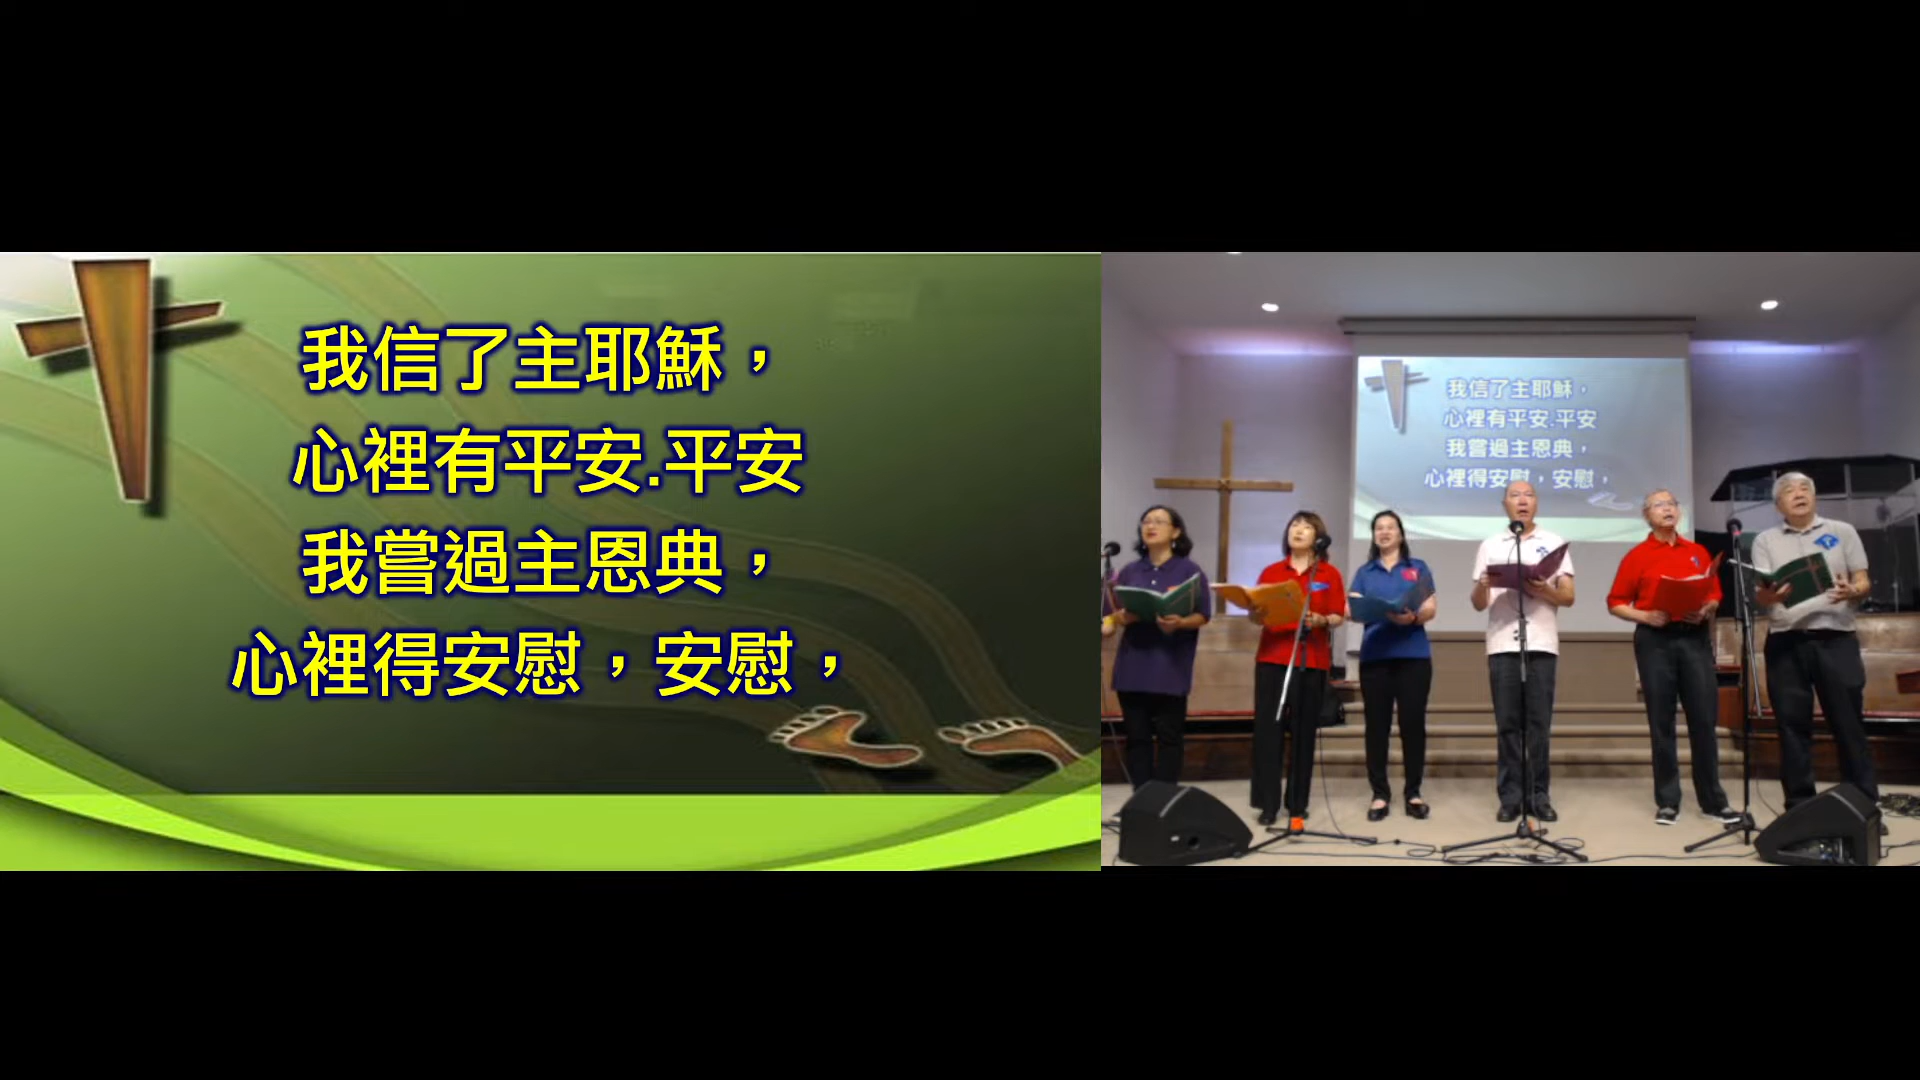 我信了主耶穌，
心裡有平安.平安
我嘗過主恩典，
心裡得安慰，安慰，
我信了主耶穌，
心裡有平安.平安
我嘗過主恩典，
心裡得安慰，安慰，